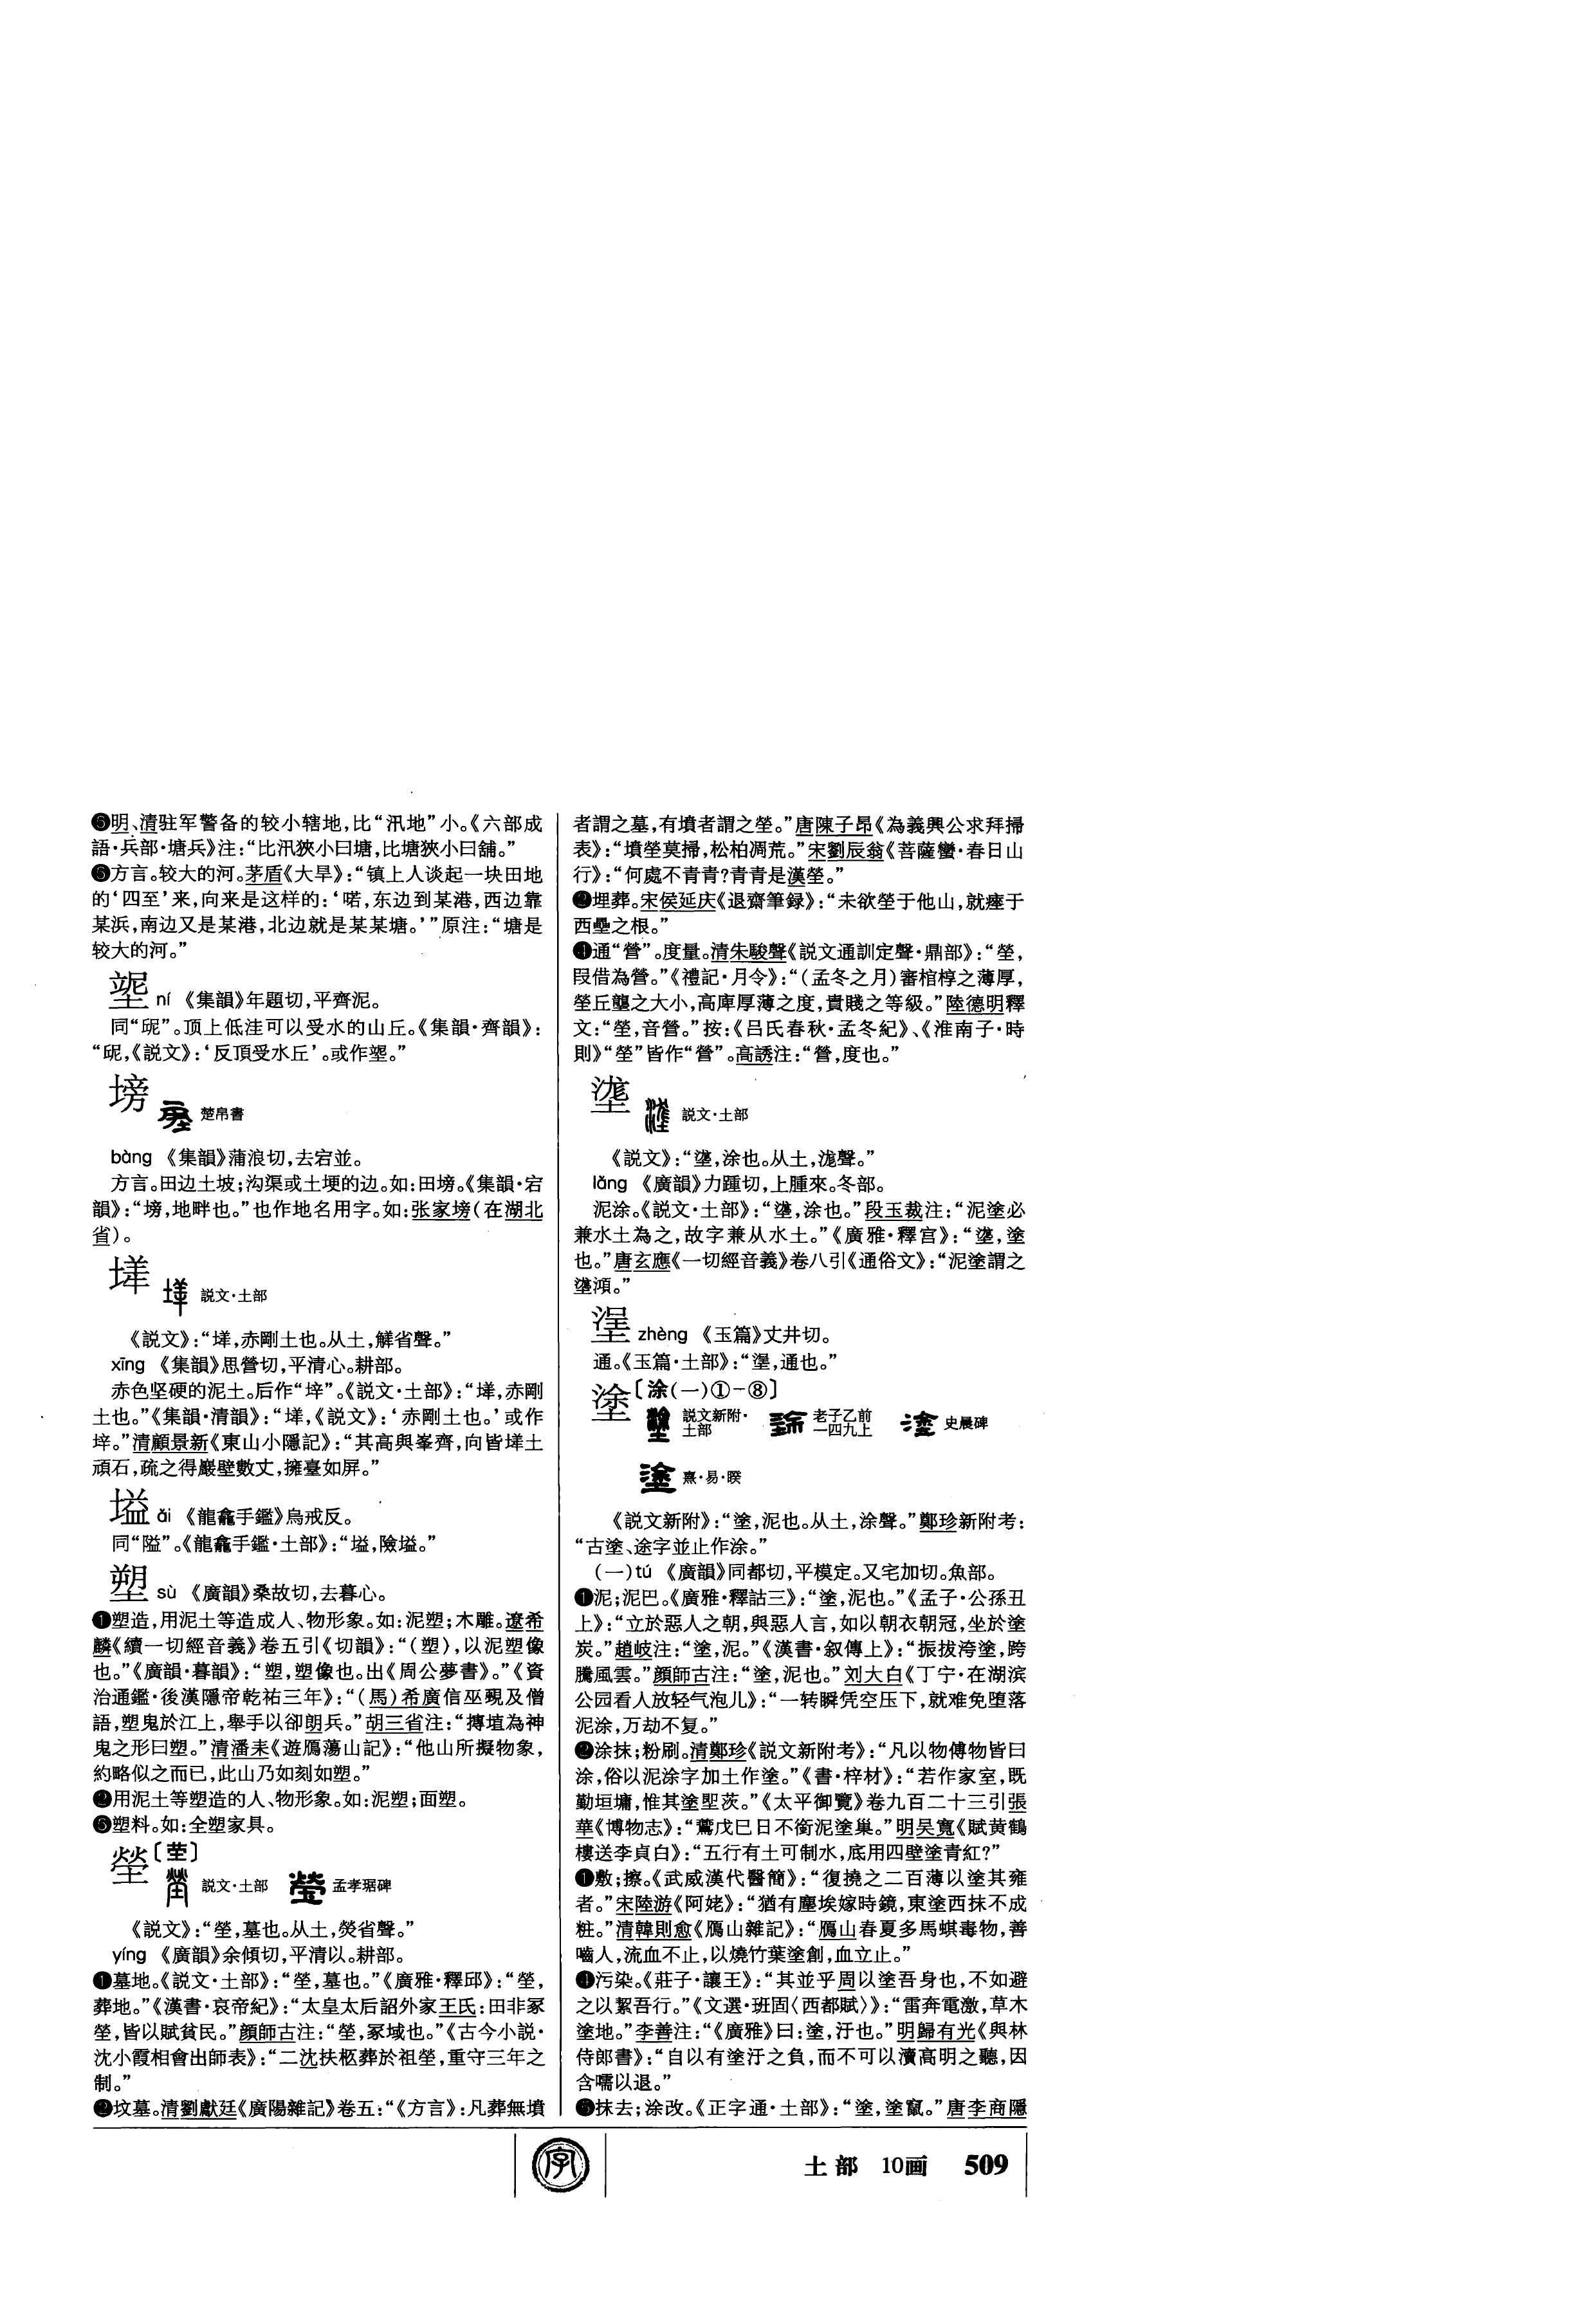 ❻明、清驻军警备的较小辖地,比“汛地”小。《六部成
語·兵部·塘兵》注:“比汛狹小曰塘,比塘狹小曰舖。”
❺方言。较大的河。茅盾《大旱》:“镇上人谈起一块田地
的‘四至’来,向来是这样的:‘喏,东边到某港,西边靠
某浜,南边又是某港,北边就是某某塘。’”原注:“塘是
较大的河。”
ní 《集韻》年題切,平齊泥。
同“𡶐”。顶上低洼可以受水的山丘。《集韻·齊韻》:
《説文》:‘反頂受水丘’。或作
塝 楚帛書
bàng 《集韻》蒲浪切,去宕並。
方言。田边土坡;沟渠或土埂的边。如:田塝。《集韻·宕
韻》:“塝,地畔也。”也作地名用字。如:张家塝(在湖北
省)。
垟 説文·土部
《説文》:“,赤剛土也。从土,觲省聲。”
xīng 《集韻》思營切,平清心。耕部。
赤色坚硬的泥土。后作“垶”。《説文·土部》:“,赤剛
土也。”《集韻·清韻》:“,《説文》:‘赤剛土也。’或作
垶。”清顧景新《東山小隱記》:“其高與峯齊,向皆土
頑石,疏之得巖壁數丈,擁臺如屏。”
塧 ǎi 《龍龕手鑑》烏戒反。
同“隘”。《龍龕手鑑·土部》:“塧,險塧。”
塑 sù 《廣韻》桑故切,去暮心。
❶塑造,用泥土等造成人、物形象。如:泥塑;木雕。遼希
麟《續一切經音義》卷五引《切韻》:“(塑),以泥塑像
也。”《廣韻·暮韻》:“塑,塑像也。出《周公夢書》。”《資
治通鑑·後漢隱帝乾祐三年》:“(馬)希廣信巫覡及僧
語,塑鬼於江上,舉手以卻朗兵。”胡三省注:“摶埴為神
鬼之形曰塑。”清潘耒《遊鴈蕩山記》:“他山所擬物象,
約略似之而已,此山乃如刻如塑。”
❷用泥土等塑造的人、物形象。如:泥塑;面塑。
❺塑料。如:全塑家具。
塋〔茔〕
説文·土部 孟孝琚碑
《説文》:“塋,墓也。从土,熒省聲。”
yíng 《廣韻》余傾切,平清以。耕部。
❶墓地。《説文·土部》:“塋,墓也。”《廣雅·釋邱》:“塋,
葬地。”《漢書·哀帝紀》:“太皇太后詔外家王氏:田非冢
塋,皆以賦貧民。”顔師古注:“塋,冢域也。”《古今小説·
沈小霞相會出師表》:“二沈扶柩葬於祖塋,重守三年之
制。”
❷坟墓。清劉獻廷《廣陽雜記》卷五:“《方言》:凡葬無墳
者謂之墓,有墳者謂之塋。”唐陳子昂《為義興公求拜掃
表》:“墳塋莫掃,松柏凋荒。”宋劉辰翁《菩薩蠻·春日山
行》:“何處不青青?青青是漢塋。”
❷埋葬。宋侯延庆《退齋筆録》:“未欲塋于他山,就瘞于
西壘之根。”
❹通“營”。度量。清朱駿聲《説文通訓定聲·鼎部》:“塋,
叚借為營。”《禮記·月令》:“(孟冬之月)審棺椁之薄厚,
塋丘壟之大小,高庳厚薄之度,貴賤之等級。”陸德明釋
文:“塋,音營。”按:《吕氏春秋·孟冬紀》、《淮南子·時
則》“塋”皆作“營”。高誘注:“營,度也。”
説文·土部
《説文》:“,涂也。从土,浝聲。”
lǒng 《廣韻》力踵切,上腫來。冬部。
泥涂。《説文·土部》:“,涂也。”段玉裁注:“泥塗必
兼水土為之,故字兼从水土。”《廣雅·釋宫》:“,塗
也。”唐玄應《一切經音義》卷八引《通俗文》:“泥塗謂之
澒。”
塣 zhèng 《玉篇》丈井切。
通。《玉篇·土部》:“,通也。”
塗〔涂(一)①-⑧〕
説文新附·土部 老子乙前一四九上 史晨碑
熹·易·睽
《説文新附》:“塗,泥也。从土,涂聲。”鄭珍新附考:
“古塗、途字並止作涂。”
(一)tú 《廣韻》同都切,平模定。又宅加切。魚部。
❶泥;泥巴。《廣雅·釋詁三》:“塗,泥也。”《孟子·公孫丑
上》:“立於惡人之朝,與惡人言,如以朝衣朝冠,坐於塗
炭。”趙岐注:“塗,泥。”《漢書·叙傳上》:“振拔洿塗,跨
騰風雲。”顔師古注:“塗,泥也。”刘大白《丁宁·在湖滨
公园看人放轻气泡儿》:“一转瞬凭空压下,就难免堕落
泥涂,万劫不复。”
❷涂抹;粉刷。清鄭珍《説文新附考》:“凡以物傅物皆曰
涂,俗以泥涂字加土作塗。”《書·梓材》:“若作家室,既
勤垣墉,惟其塗塈茨。”《太平御覽》卷九百二十三引張
華《博物志》:“鷰戊巳日不銜泥塗巢。”明吴寬《賦黄鶴
樓送李貞白》:“五行有土可制水,底用四壁塗青紅?”
❶敷;擦。《武威漢代醫簡》:“復撓之二百薄以塗其雍
者。”宋陸游《阿姥》:“猶有塵埃嫁時鏡,東塗西抹不成
粧。”清韓則愈《鴈山雜記》:“鴈山春夏多馬蜞毒物,善
嚙人,流血不止,以燒竹葉塗創,血立止。”
❹污染。《莊子·讓王》:“其並乎周以塗吾身也,不如避
之以絜吾行。”《文選·班固〈西都賦〉》:“雷奔電激,草木
塗地。”李善注:“《廣雅》曰:塗,汙也。”明歸有光《與林
侍郎書》:“自以有塗汙之負,而不可以瀆高明之聽,因
含嚅以退。”
❺抹去;涂改。《正字通·土部》:“塗,塗竄。”唐李商隱
字
土部 10画 509